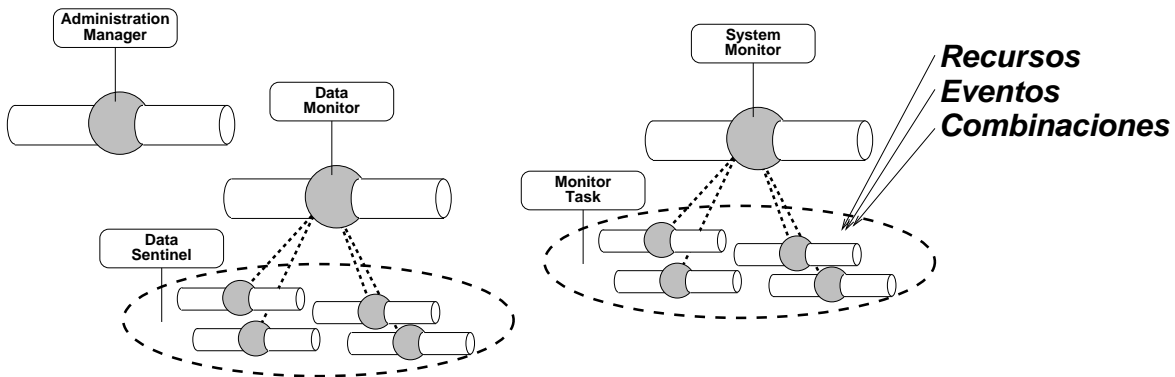 Administration
Manager
Data
Monitor
Data
Sentinel
System
Monitor
Monitor
Task
Recursos
Eventos
Combinaciones